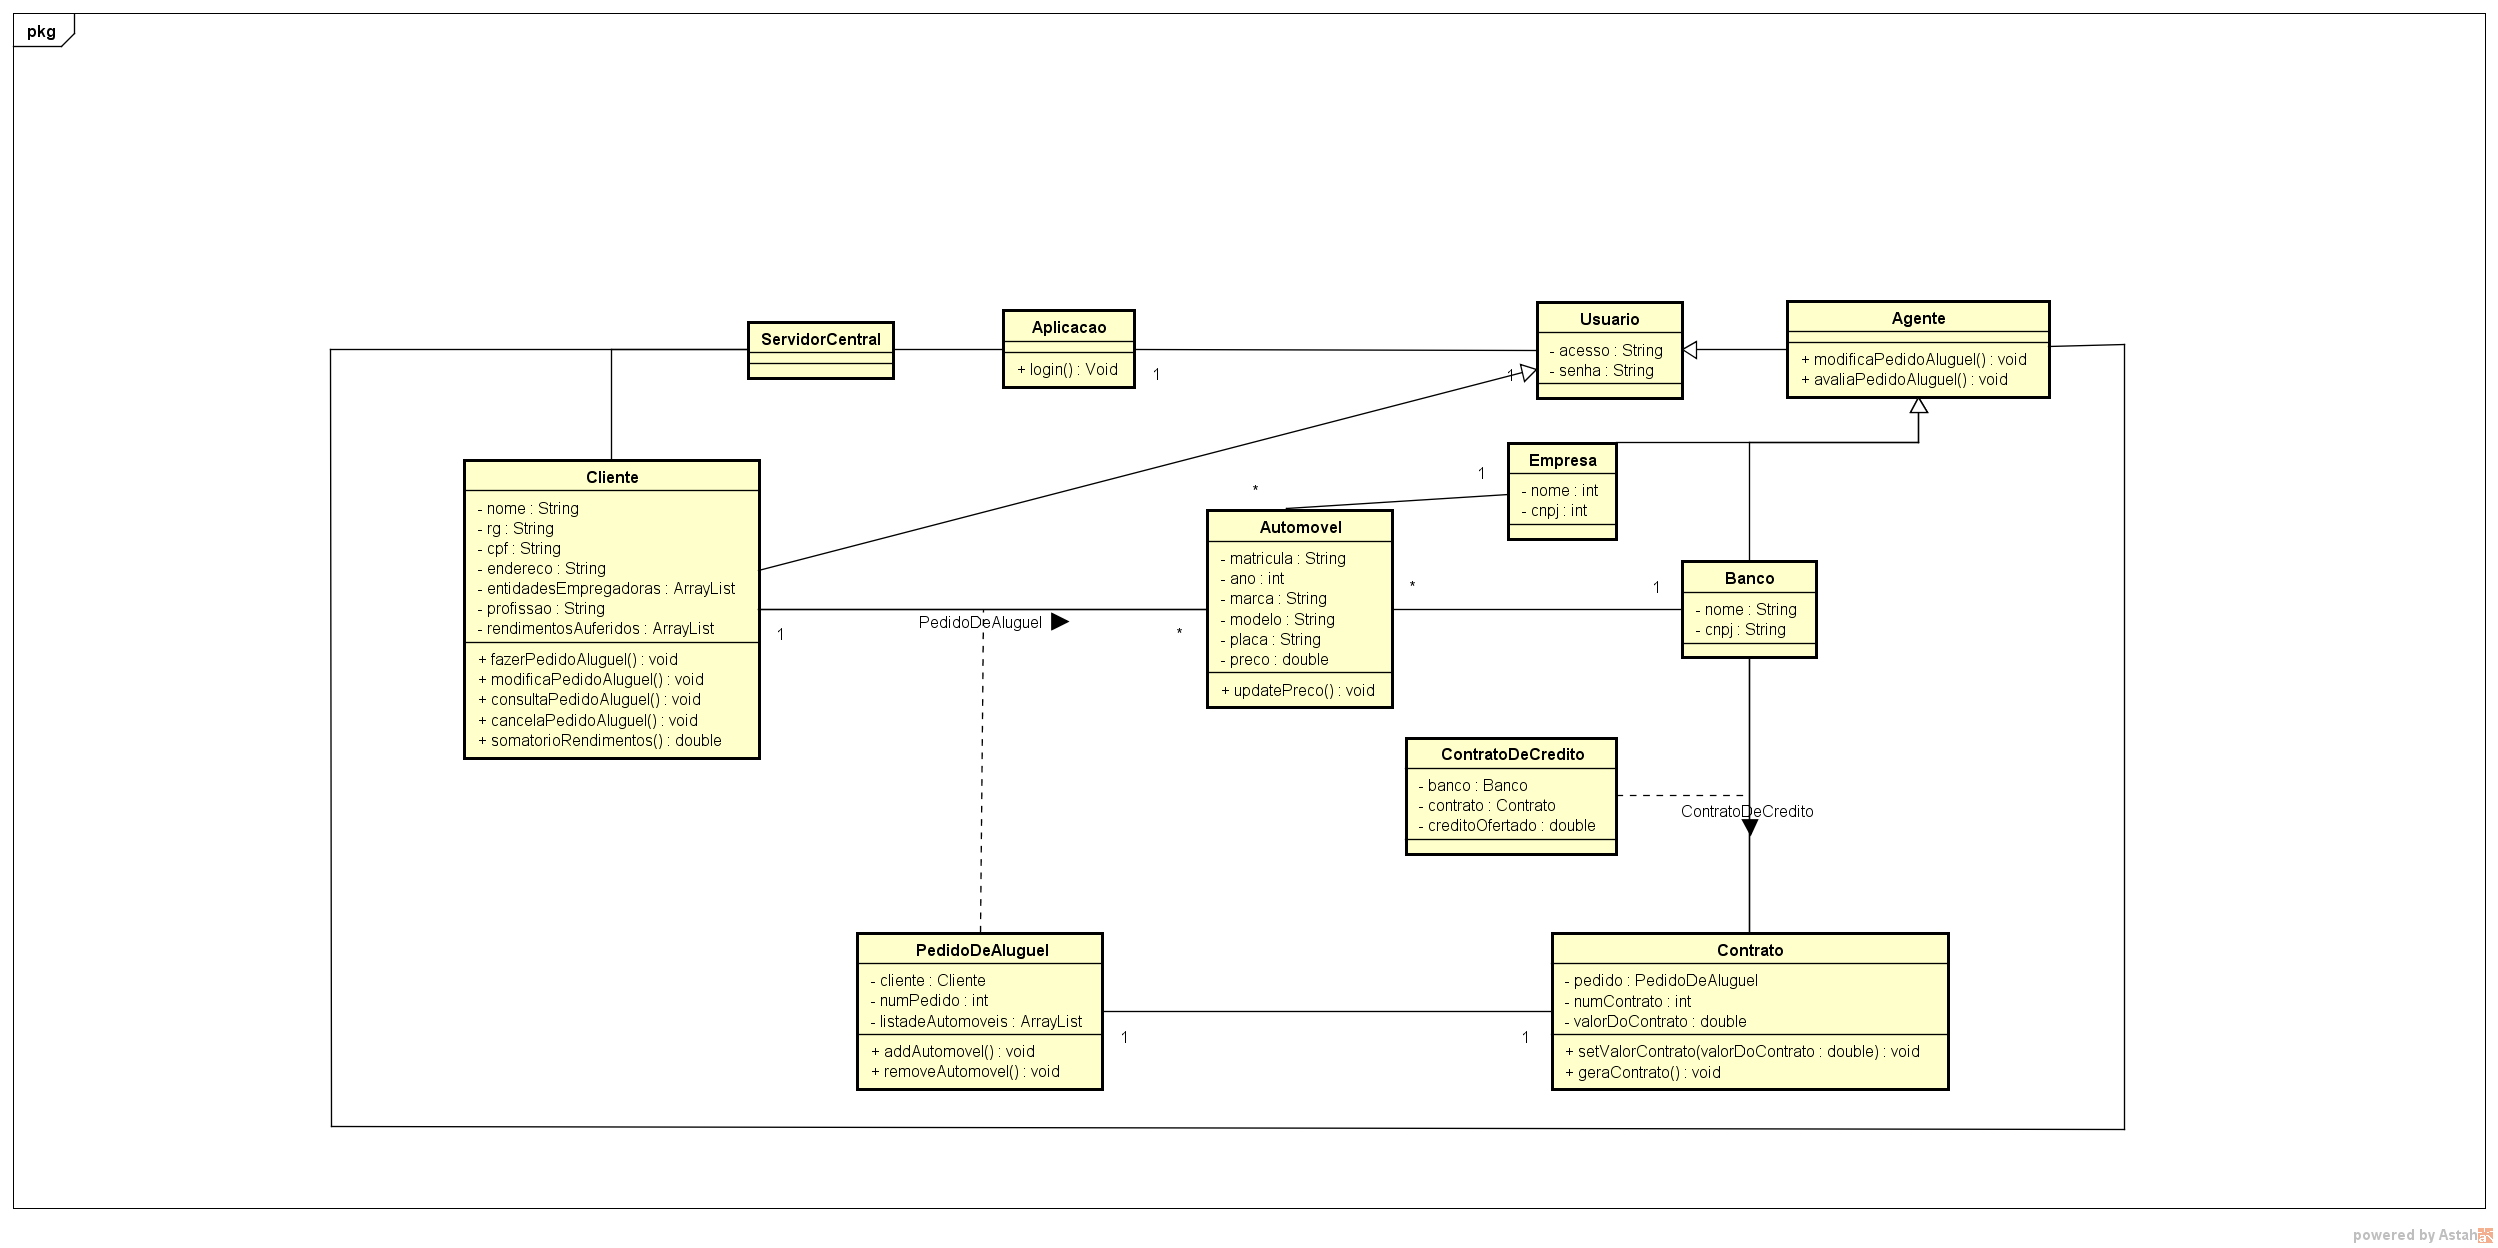 pkg
ServidorCentral
Aplicacao
+ login() : Void
1
1
Usuario
- acesso : String
- senha : String
Agente
+ modificaPedidoAluguel() : void
+ avaliaPedidoAluguel() : void
Cliente
- nome : String
- rg : String
- cpf : String
- endereco : String
- entidadesEmpregadoras : ArrayList
- profissao : String
- rendimentosAuferidos : ArrayList
+ fazerPedidoAluguel() : void
+ modificaPedidoAluguel() : void
+ consultaPedidoAluguel() : void
+ cancelaPedidoAluguel() : void
+ somatorioRendimentos() : double
1
PedidoDeAluguel
*
*
1
Empresa
- nome : int
- cnpj : int
Automovel
- matricula : String
- ano : int
- marca : String
- modelo : String
- placa : String
- preco : double
+ updatePreco() : void
*
1
Banco
- nome : String
- cnpj : String
ContratoDeCredito
- banco : Banco
- contrato : Contrato
- creditoOfertado : double
ContratoDeCredito
PedidoDeAluguel
- cliente : Cliente
- numPedido : int
- listadeAutomoveis : ArrayList
+ addAutomovel() : void
+ removeAutomovel() : void
1
1
Contrato
- pedido : PedidoDeAluguel
- numContrato : int
- valorDoContrato : double
+ setValorContrato(valorDoContrato : double) : void
+ geraContrato() : void
powered by Astah